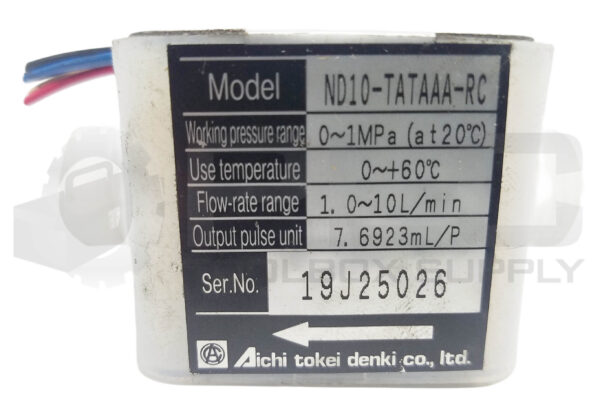 Model ND10-TATAAA-RC
Working pressure range 0~1MPa (at20℃)
Use temperature 0~+60℃
Flow-rate range 1.0~10L/min
Output pulse unit 7.6923mL/P
Ser.No. 19J25026
Aichi tokei denki co., ltd.
SUPPLY